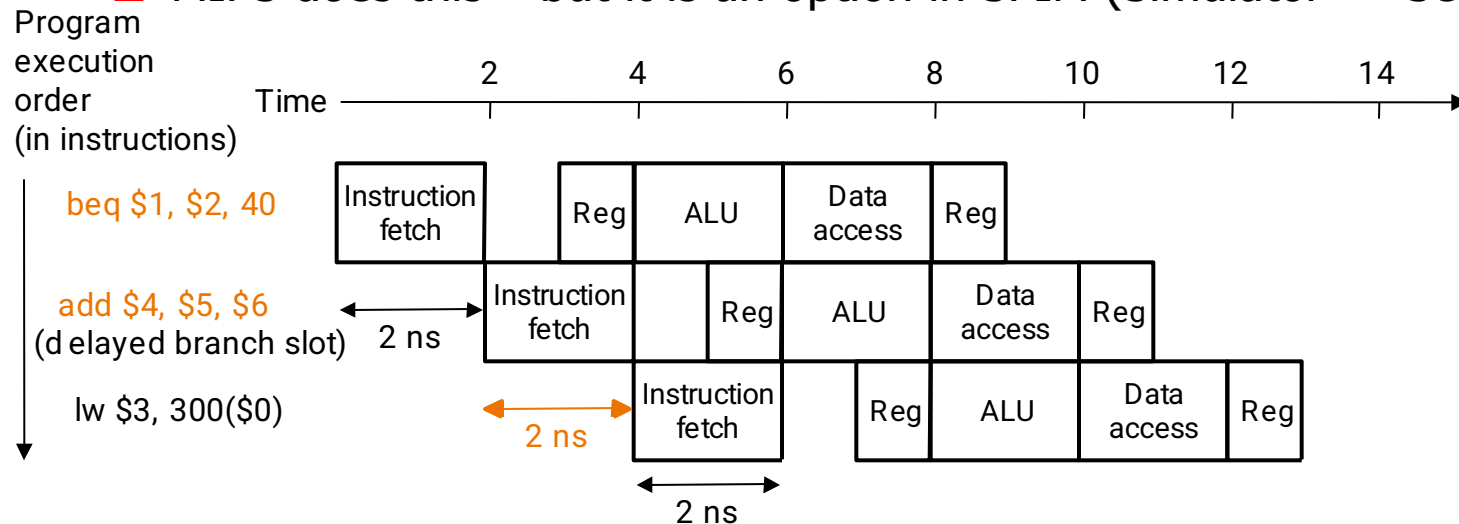 Program
execution
order
(in instructions)
Time
2 4 6 8 10 12 14
beq $1, $2, 40
Instruction
fetch
Reg
ALU
Data
access
Reg
add $4, $5, $6
(delayed branch slot)
2 ns
Instruction
fetch
Reg
ALU
Data
access
Reg
lw $3, 300($0)
2 ns
Instruction
fetch
Reg
ALU
Data
access
Reg
2 ns